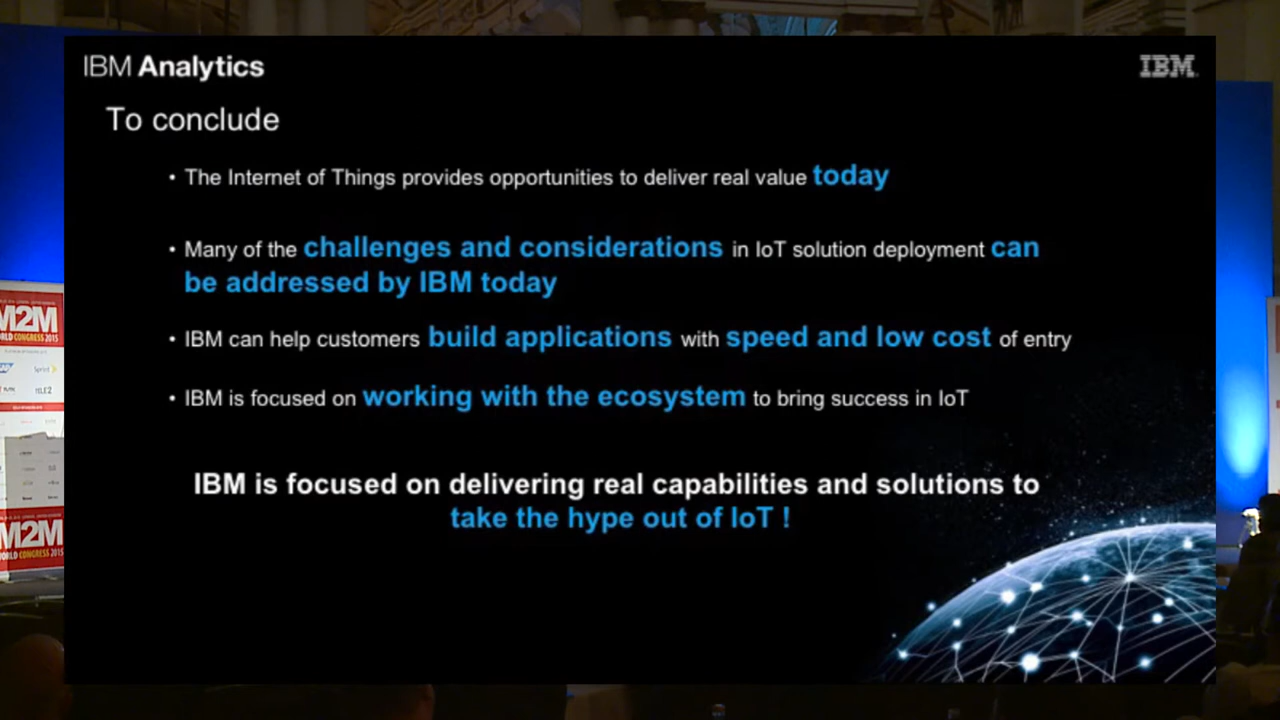 IBM Analytics
IBM
To conclude
• The Internet of Things provides opportunities to deliver real value today
• Many of the challenges and considerations in IoT solution deployment can
be addressed by IBM today
• IBM can help customers build applications with speed and low cost of entry
• IBM is focused on working with the ecosystem to bring success in IoT
IBM is focused on delivering real capabilities and solutions to
take the hype out of IoT !
M2M
WORLD CONGRESS 2015
SAP Sprint
TELE2
M2M
WORLD CONGRESS 2015